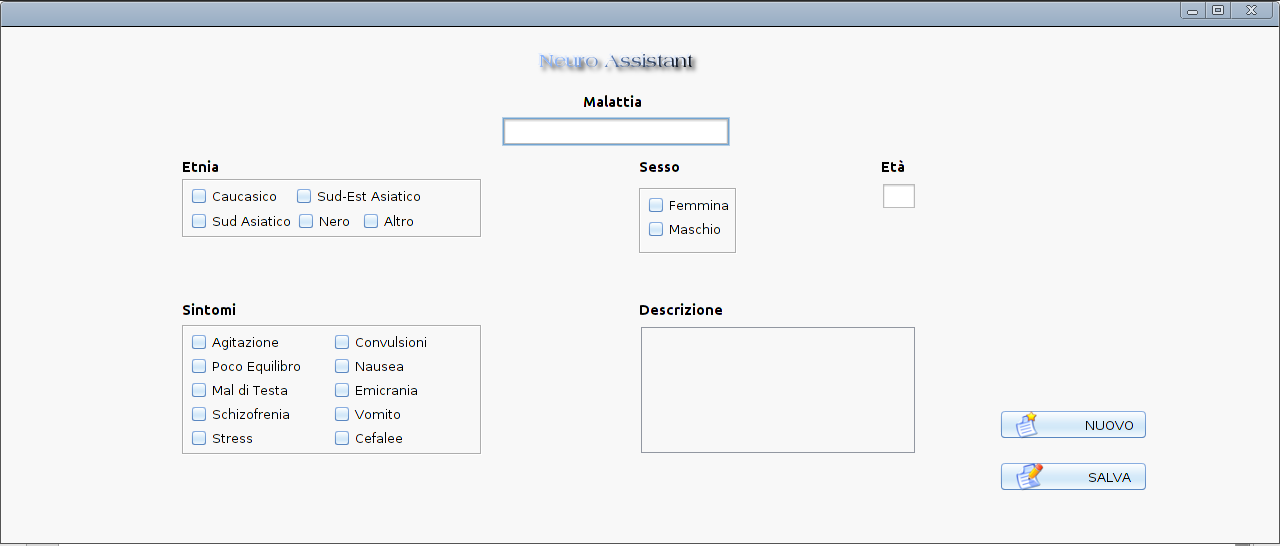 Neuro Assistant
Malattia
Etnia
Caucasico Sud-Est Asiatico
Sud Asiatico Nero Altro
Sesso
Femmina
Maschio
Età
Sintomi
Agitazione Convulsioni
Poco Equilibro Nausea
Mal di Testa Emicrania
Schizofrenia Vomito
Stress Cefalee
Descrizione
NUOVO
SALVA